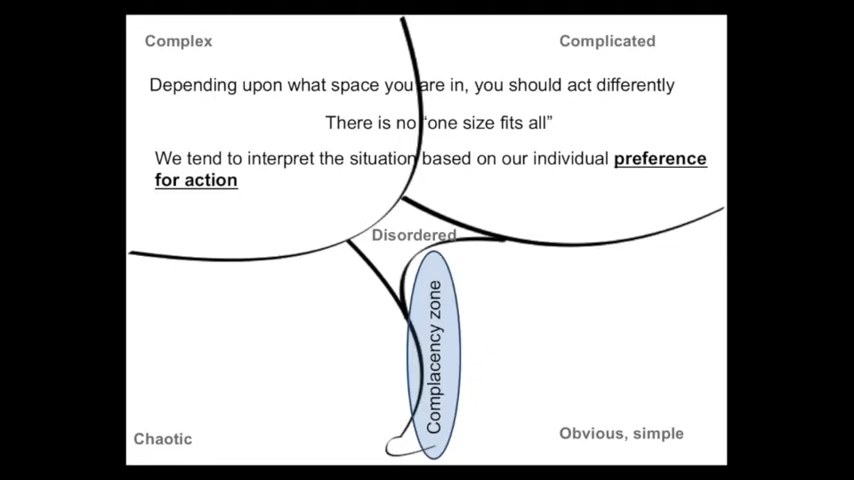 Complex
Complicated
Depending upon what space you are in, you should act differently
There is no “one size fits all”
We tend to interpret the situation based on our individual preference
for action
Disordered
Complacency zone
Chaotic
Obvious, simple